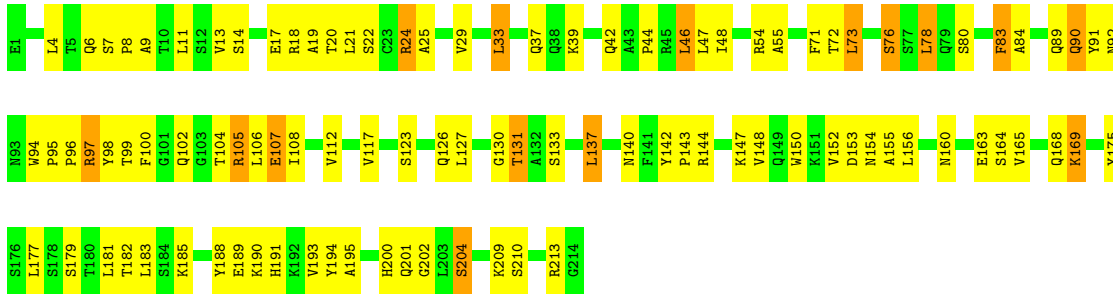 E1 L4 T5 Q6 S7 P8 A9 T10 L11 S12 V13 S14 E17 R18 A19 T20 L21 S22 C23 R24 A25 V29 L33 Q37 Q38 K39 Q42 A43 P44 R45 L46 L47 I48 R54 A55 F71 T72 L73 S76 S77 L78 Q79 S80 F83 A84 Q89 Q90 Y91 N92
N93 W94 P95 P96 R97 Y98 T99 F100 G101 Q102 G103 T104 R105 L106 E107 I108 V112 V117 S123 Q126 L127 G130 T131 A132 S133 L137 N140 F141 Y142 P143 R144 K147 V148 Q149 W150 K151 V152 D153 N154 A155 L156 N160 E163 S164 V165 Q168 K169 Y175
S176 L177 S178 S179 T180 L181 T182 L183 S184 K185 Y188 E189 K190 H191 K192 V193 Y194 A195 H200 Q201 G202 L203 S204 K209 S210 R213 G214